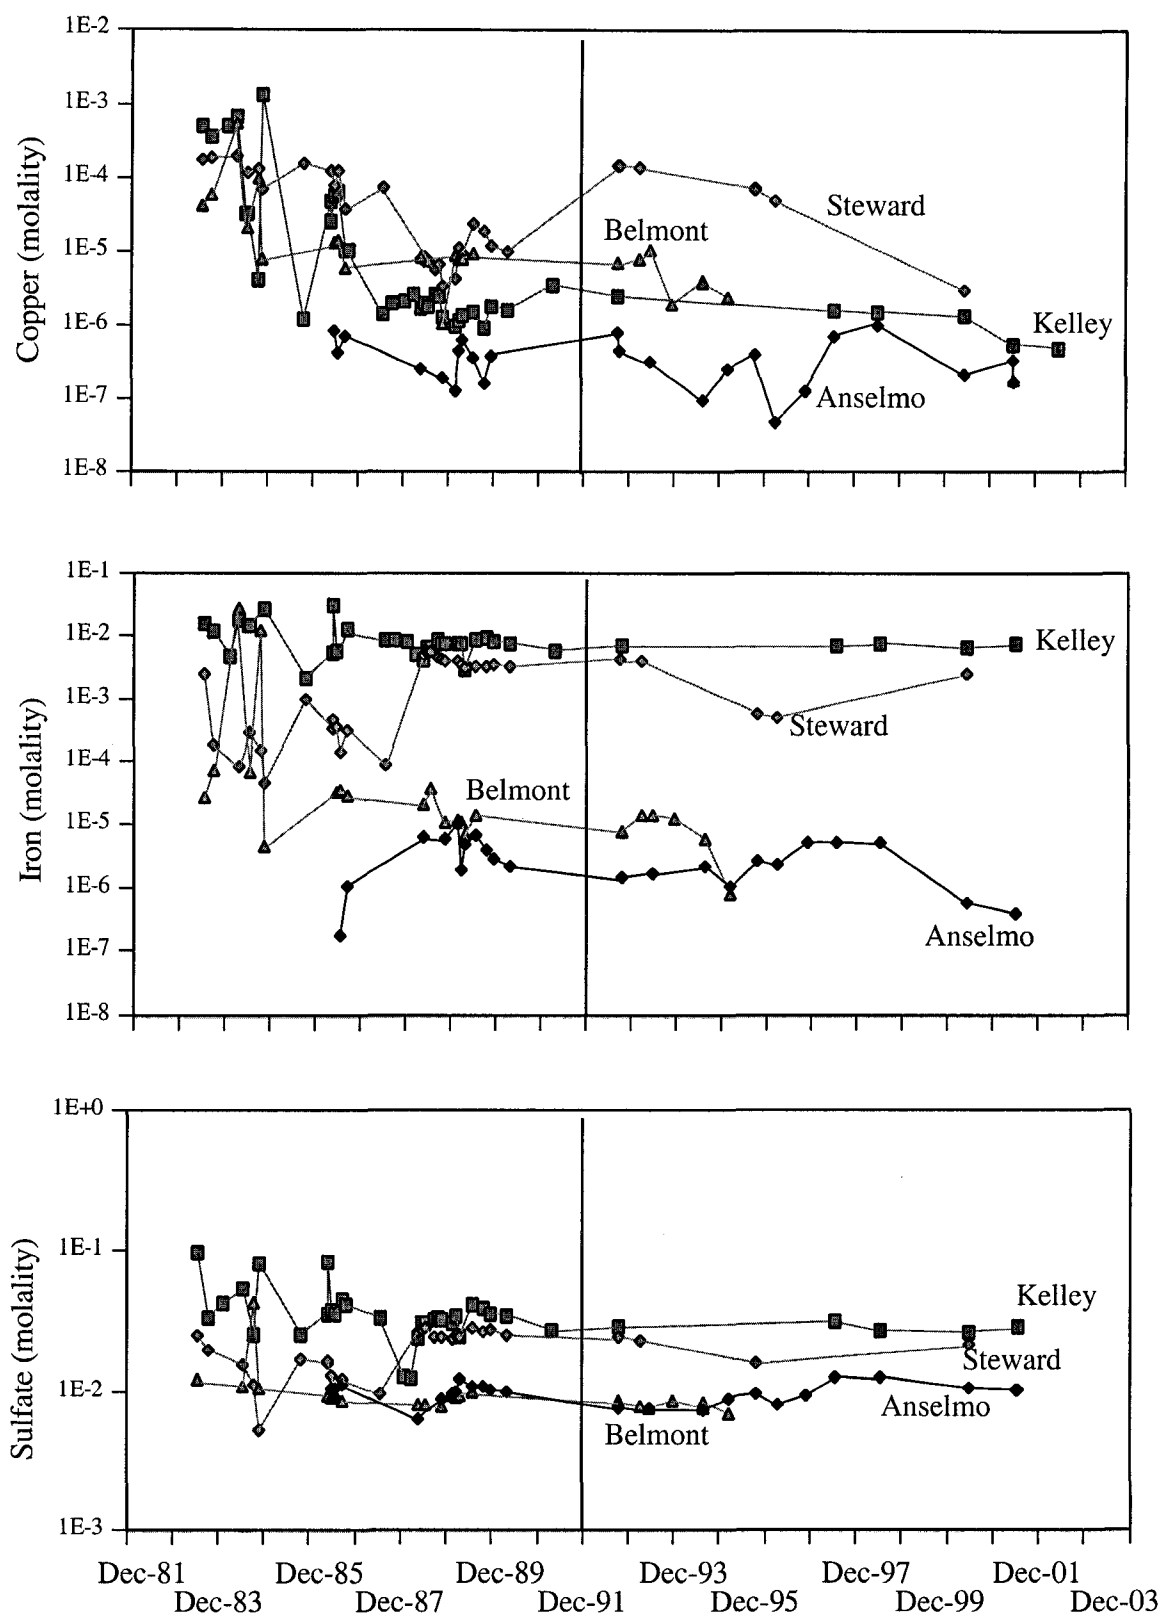 1E-2
1E-3
1E-4
1E-5
1E-6
1E-7
1E-8
Copper (molality)
Steward
Belmont
Kelley
Anselmo
1E-1
1E-2
1E-3
1E-4
1E-5
1E-6
1E-7
1E-8
Iron (molality)
Kelley
Steward
Belmont
Anselmo
1E+0
1E-1
1E-2
1E-3
Sulfate (molality)
Kelley
Steward
Anselmo
Belmont
Dec-81 Dec-85 Dec-89 Dec-93 Dec-97 Dec-01
Dec-83 Dec-87 Dec-91 Dec-95 Dec-99 Dec-03